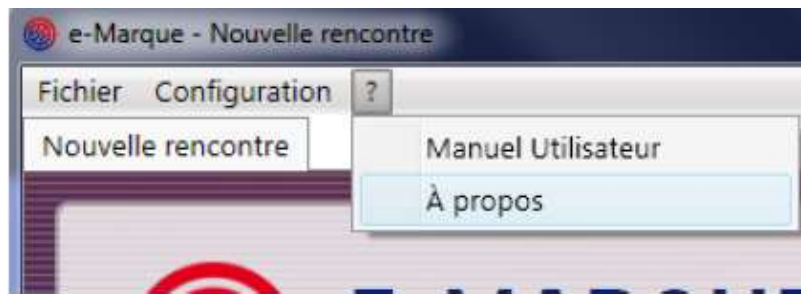 e-Marque - Nouvelle rencontre
Fichier Configuration ?
Nouvelle rencontre
Manuel Utilisateur
À propos